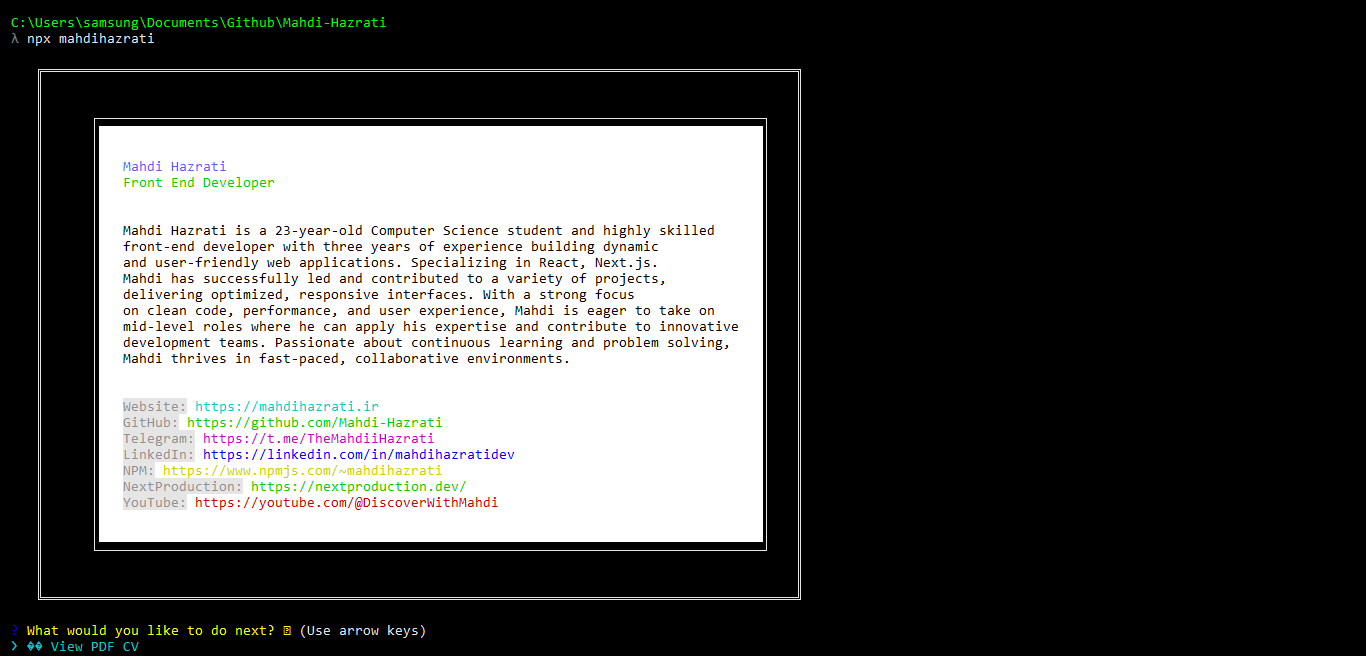 C:\Users\samsung\Documents\Github\Mahdi-Hazrati
λ npx mahdihazrati
Mahdi Hazrati
Front End Developer
Mahdi Hazrati is a 23-year-old Computer Science student and highly skilled
front-end developer with three years of experience building dynamic
and user-friendly web applications. Specializing in React, Next.js.
Mahdi has successfully led and contributed to a variety of projects,
delivering optimized, responsive interfaces. With a strong focus
on clean code, performance, and user experience, Mahdi is eager to take on
mid-level roles where he can apply his expertise and contribute to innovative
development teams. Passionate about continuous learning and problem solving,
Mahdi thrives in fast-paced, collaborative environments.
Website: https://mahdihazrati.ir
GitHub: https://github.com/Mahdi-Hazrati
Telegram: https://t.me/TheMahdiiHazrati
LinkedIn: https://linkedin.com/in/mahdihazratidev
NPM: https://www.npmjs.com/~mahdihazrati
NextProduction: https://nextproduction.dev/
YouTube: https://youtube.com/@DiscoverWithMahdi
? What would you like to do next? ⍰ (Use arrow keys)
❯ �� View PDF CV